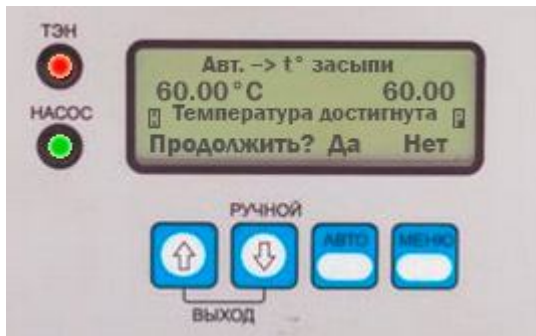 ТЭН
НАСОС
Авт. –> t° засыпи
60.00°C 60.00
Температура достигнута
Продолжить? Да Нет
РУЧНОЙ
АВТО МЕНЮ
ВЫХОД